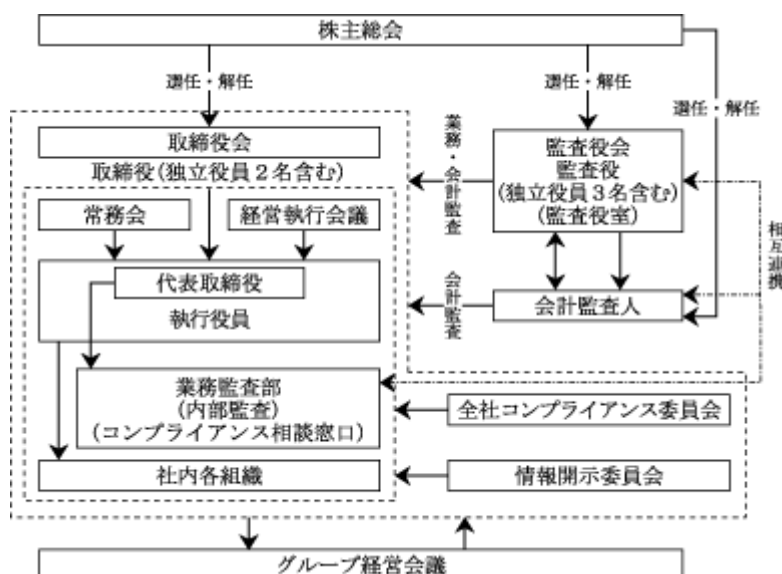 株主総会
選任・解任
選任・解任
選任・解任
取締役会
取締役(独立役員２名含む)
業務・会計監査
監査役会
監査役
(独立役員３名含む)
(監査役室)
常務会
経営執行会議
相互連携
代表取締役
執行役員
会計監査
会計監査人
業務監査部
(内部監査)
(コンプライアンス相談窓口)
全社コンプライアンス委員会
社内各組織
情報開示委員会
グループ経営会議